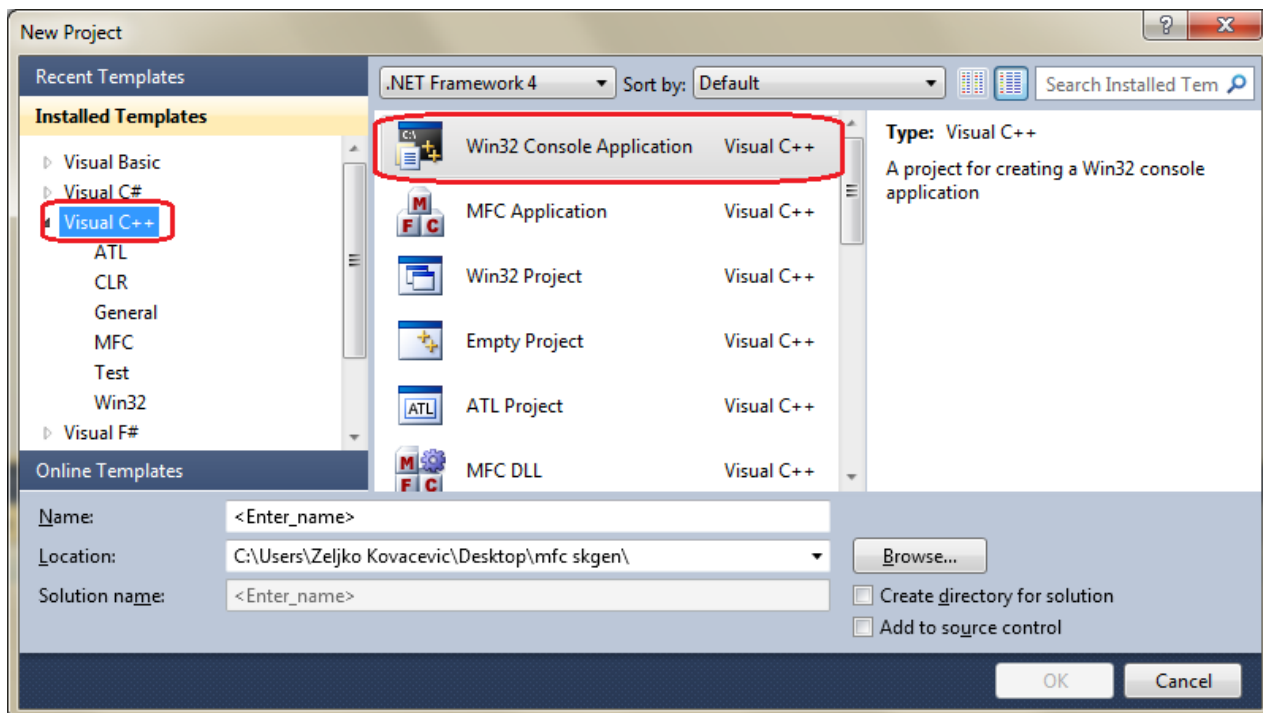 New Project
Recent Templates
.NET Framework 4 Sort by: Default Search Installed Tem
Installed Templates
Visual Basic
Visual C#
Visual C++
ATL
CLR
General
MFC
Test
Win32
Visual F#
Online Templates
C:\ Win32 Console Application Visual C++
MFC MFC Application Visual C++
Win32 Project Visual C++
Empty Project Visual C++
ATL ATL Project Visual C++
MFC MFC DLL Visual C++
Type: Visual C++
A project for creating a Win32 console
application
Name: <Enter_name>
Location: C:\Users\Zeljko Kovacevic\Desktop\mfc skgen\ Browse...
Solution name: <Enter_name> Create directory for solution
Add to source control
OK Cancel